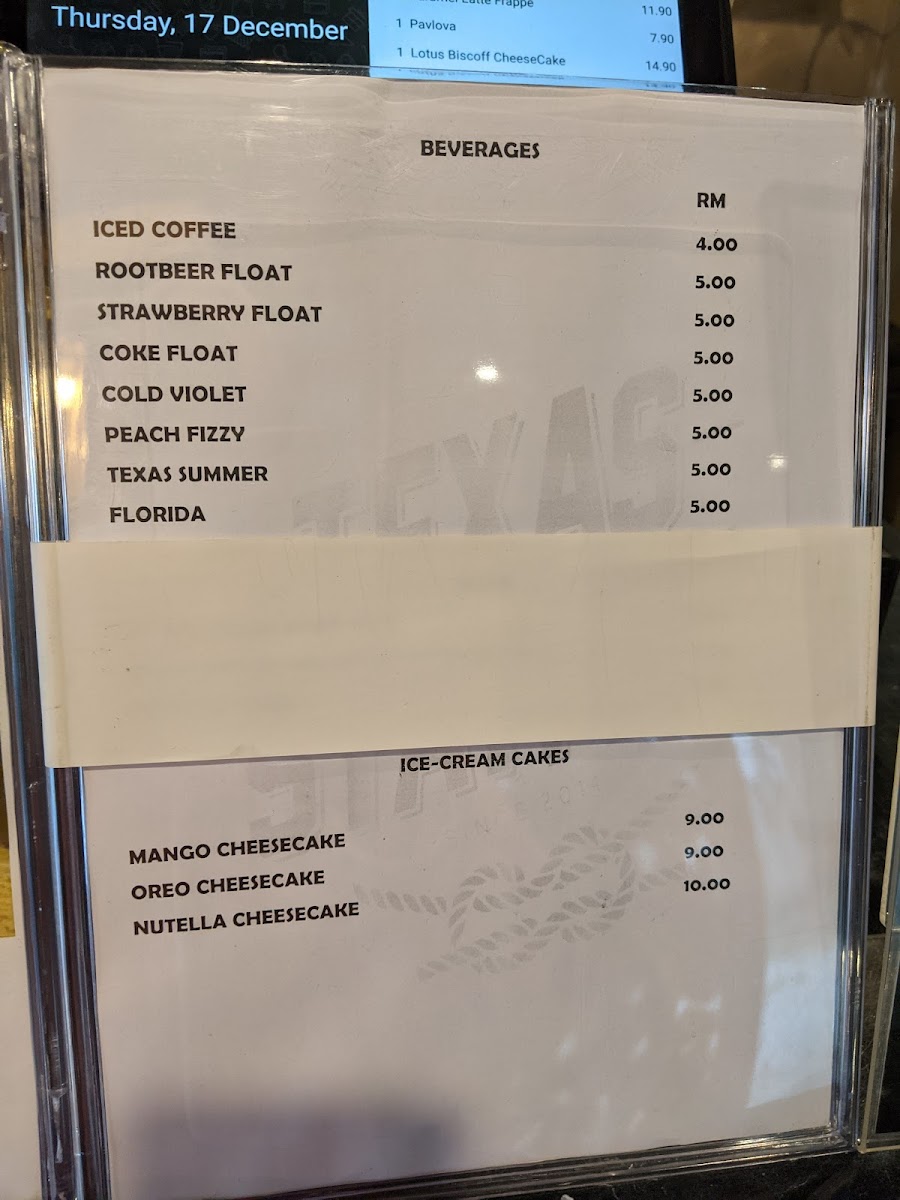 Thursday, 17 December
Latte Frappe 11.90
1 Pavlova 7.90
1 Lotus Biscoff CheeseCake 14.90
BEVERAGES
RM
ICED COFFEE 4.00
ROOTBEER FLOAT 5.00
STRAWBERRY FLOAT 5.00
COKE FLOAT 5.00
COLD VIOLET 5.00
PEACH FIZZY 5.00
TEXAS SUMMER 5.00
FLORIDA 5.00
TEXAS
ICE-CREAM CAKES
MANGO CHEESECAKE 9.00
OREO CHEESECAKE 9.00
NUTELLA CHEESECAKE 10.00